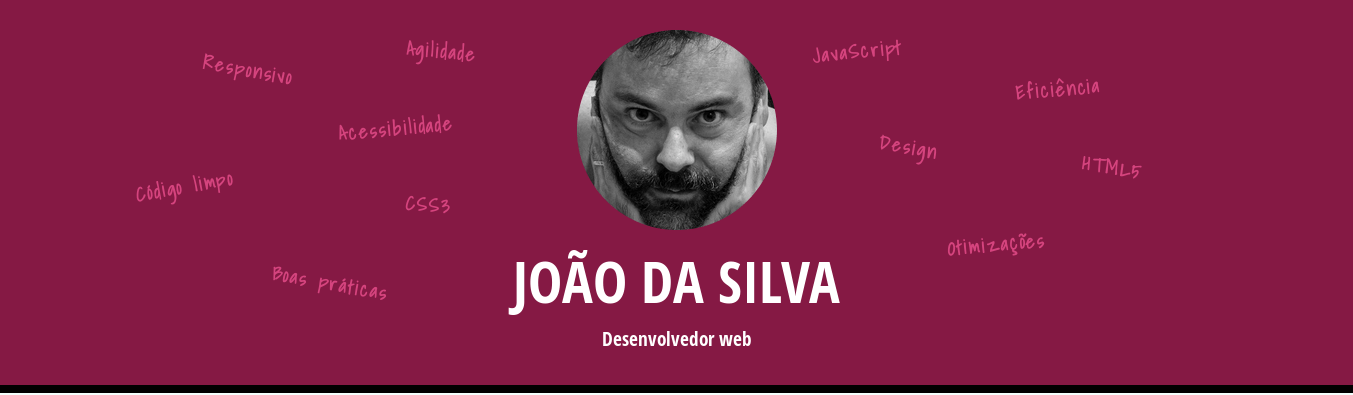 Agilidade
JavaScript
Responsivo
Eficiência
Acessibilidade
Design
HTML5
Código limpo
CSS3
Otimizações
Boas práticas
JOÃO DA SILVA
Desenvolvedor web